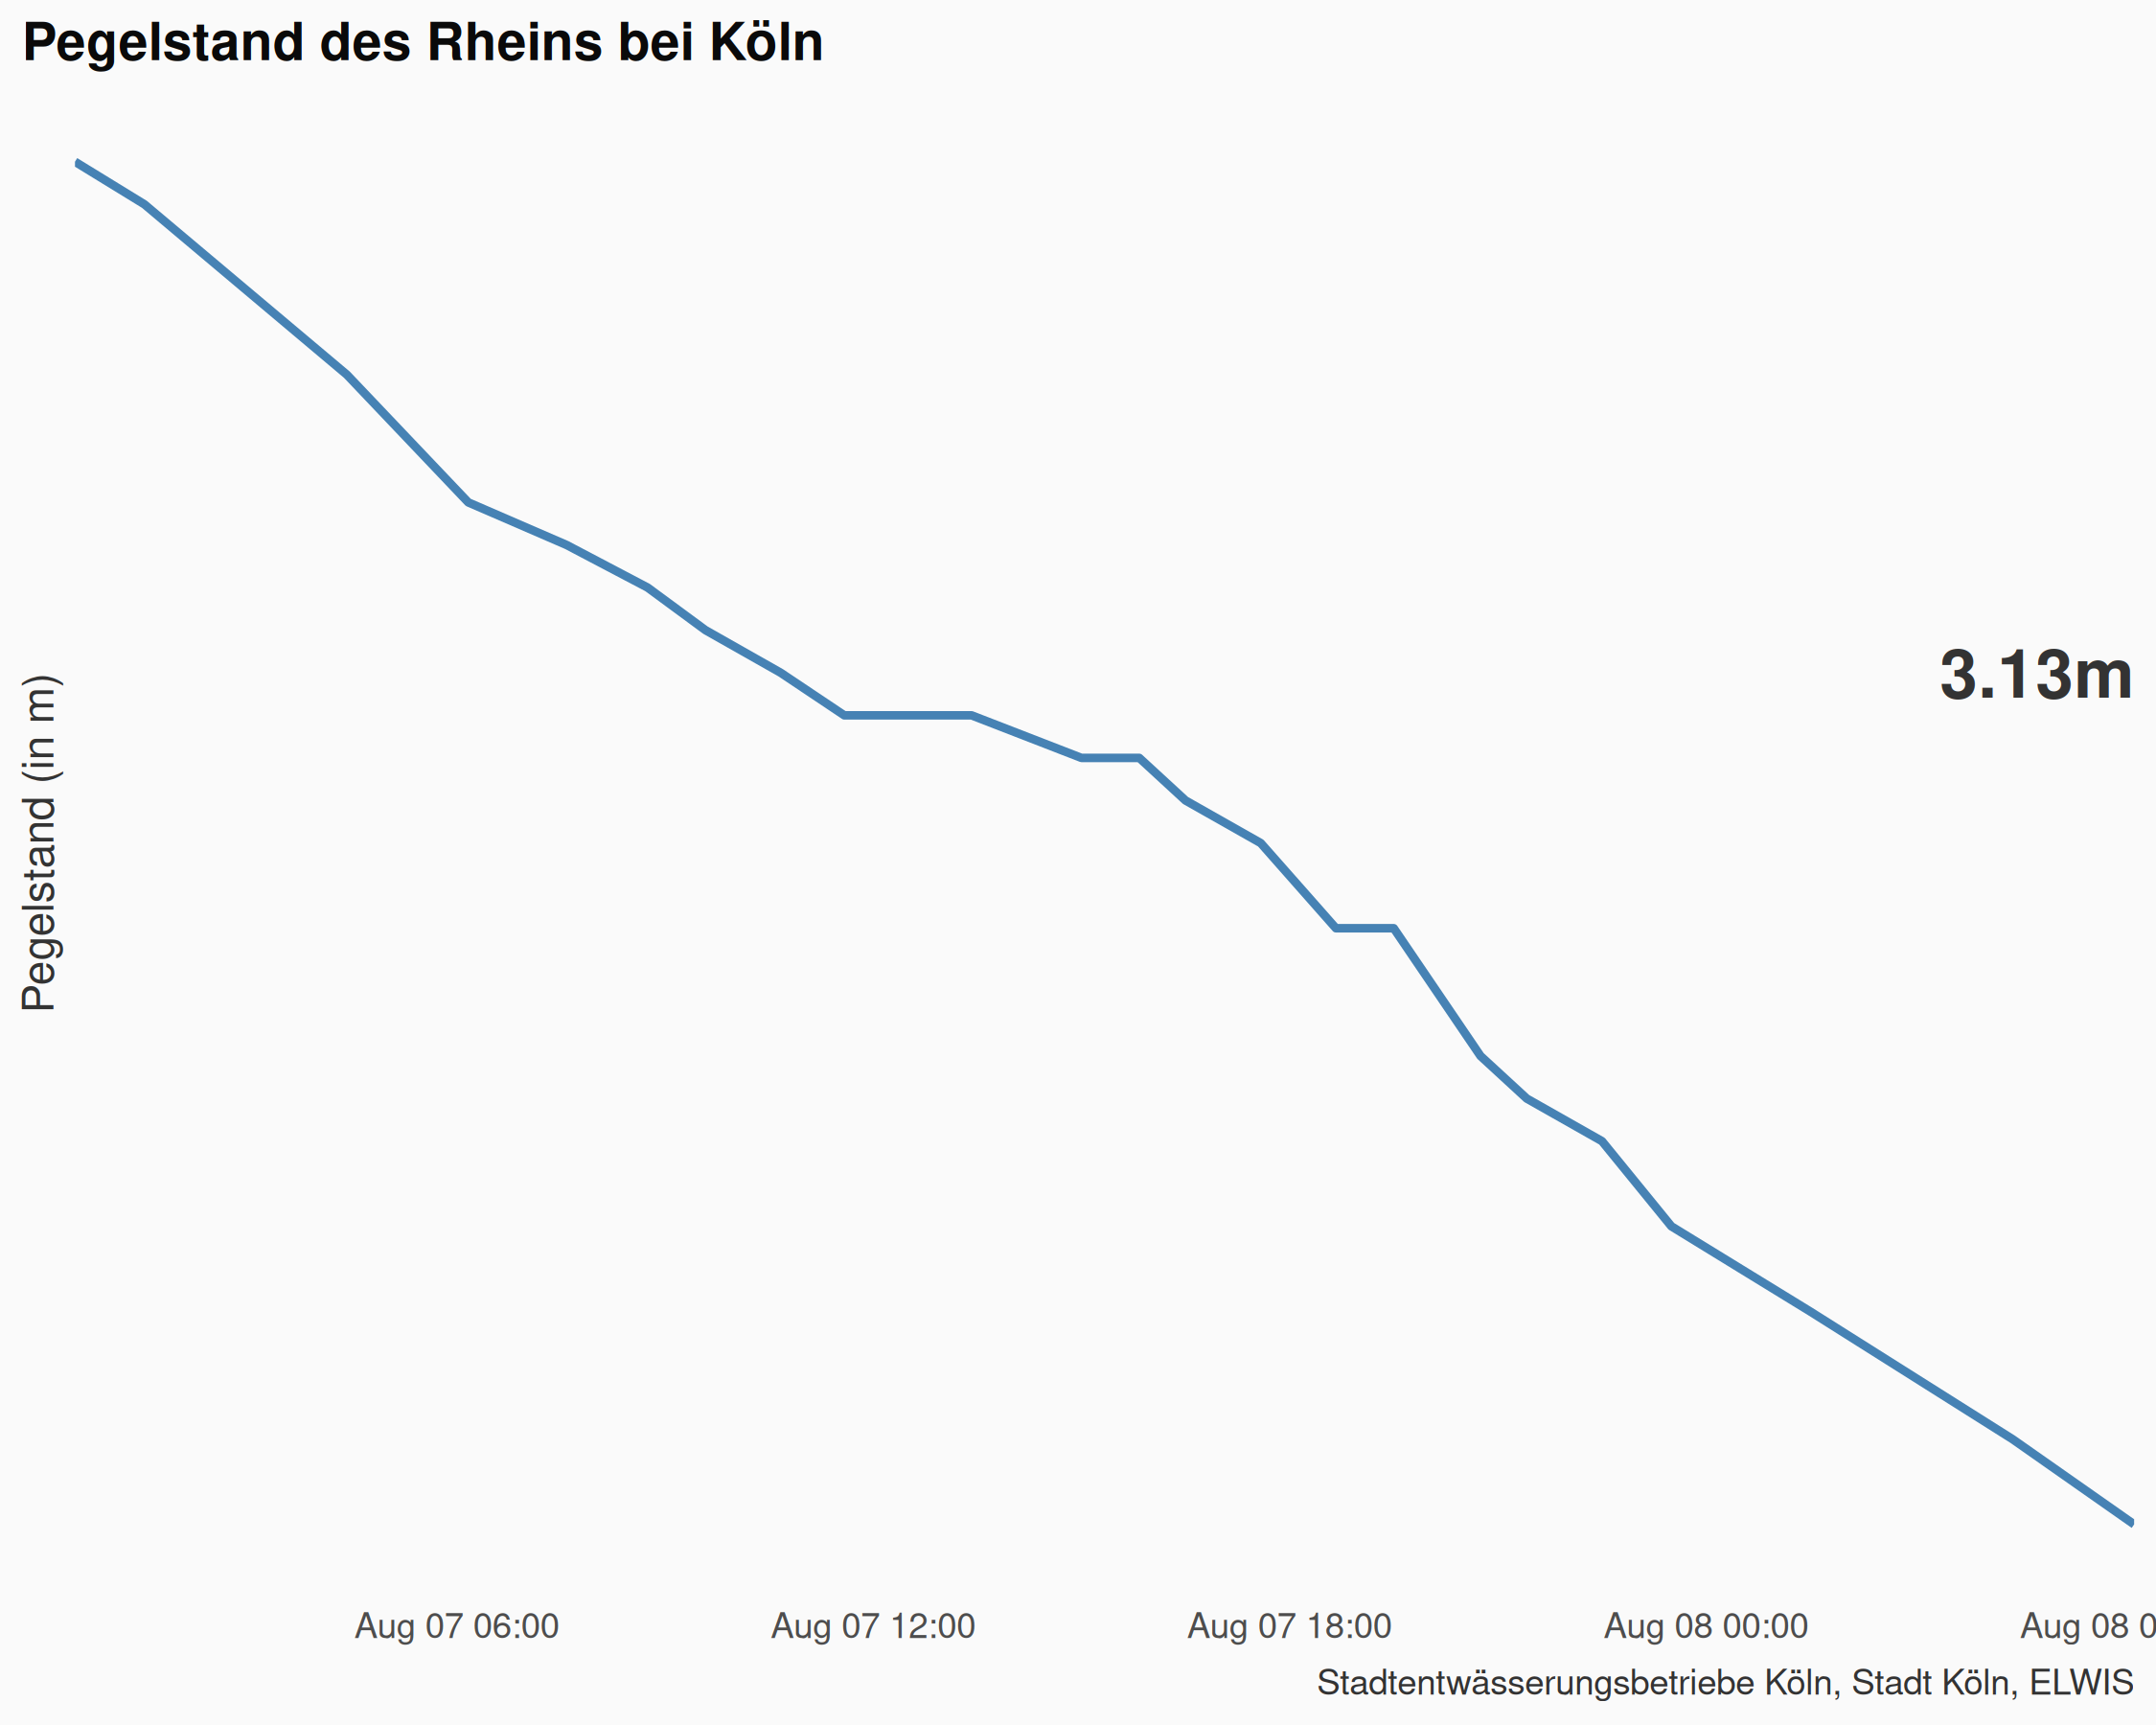 Pegelstand des Rheins bei Köln
3.13m
Pegelstand (in m)
Aug 07 06:00 Aug 07 12:00 Aug 07 18:00 Aug 08 00:00 Aug 08 0
Stadtentwässerungsbetriebe Köln, Stadt Köln, ELWIS